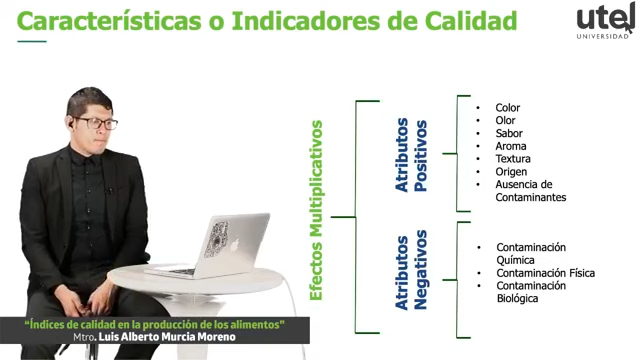 Características o Indicadores de Calidad
utel
UNIVERSIDAD
Efectos Multiplicativos
Atributos
Positivos
• Color
• Olor
• Sabor
• Aroma
• Textura
• Origen
• Ausencia de
Contaminantes
Atributos
Negativos
• Contaminación
Química
• Contaminación Física
• Contaminación
Biológica
“Índices de calidad en la producción de los alimentos”
Mtro. Luis Alberto Murcia Moreno